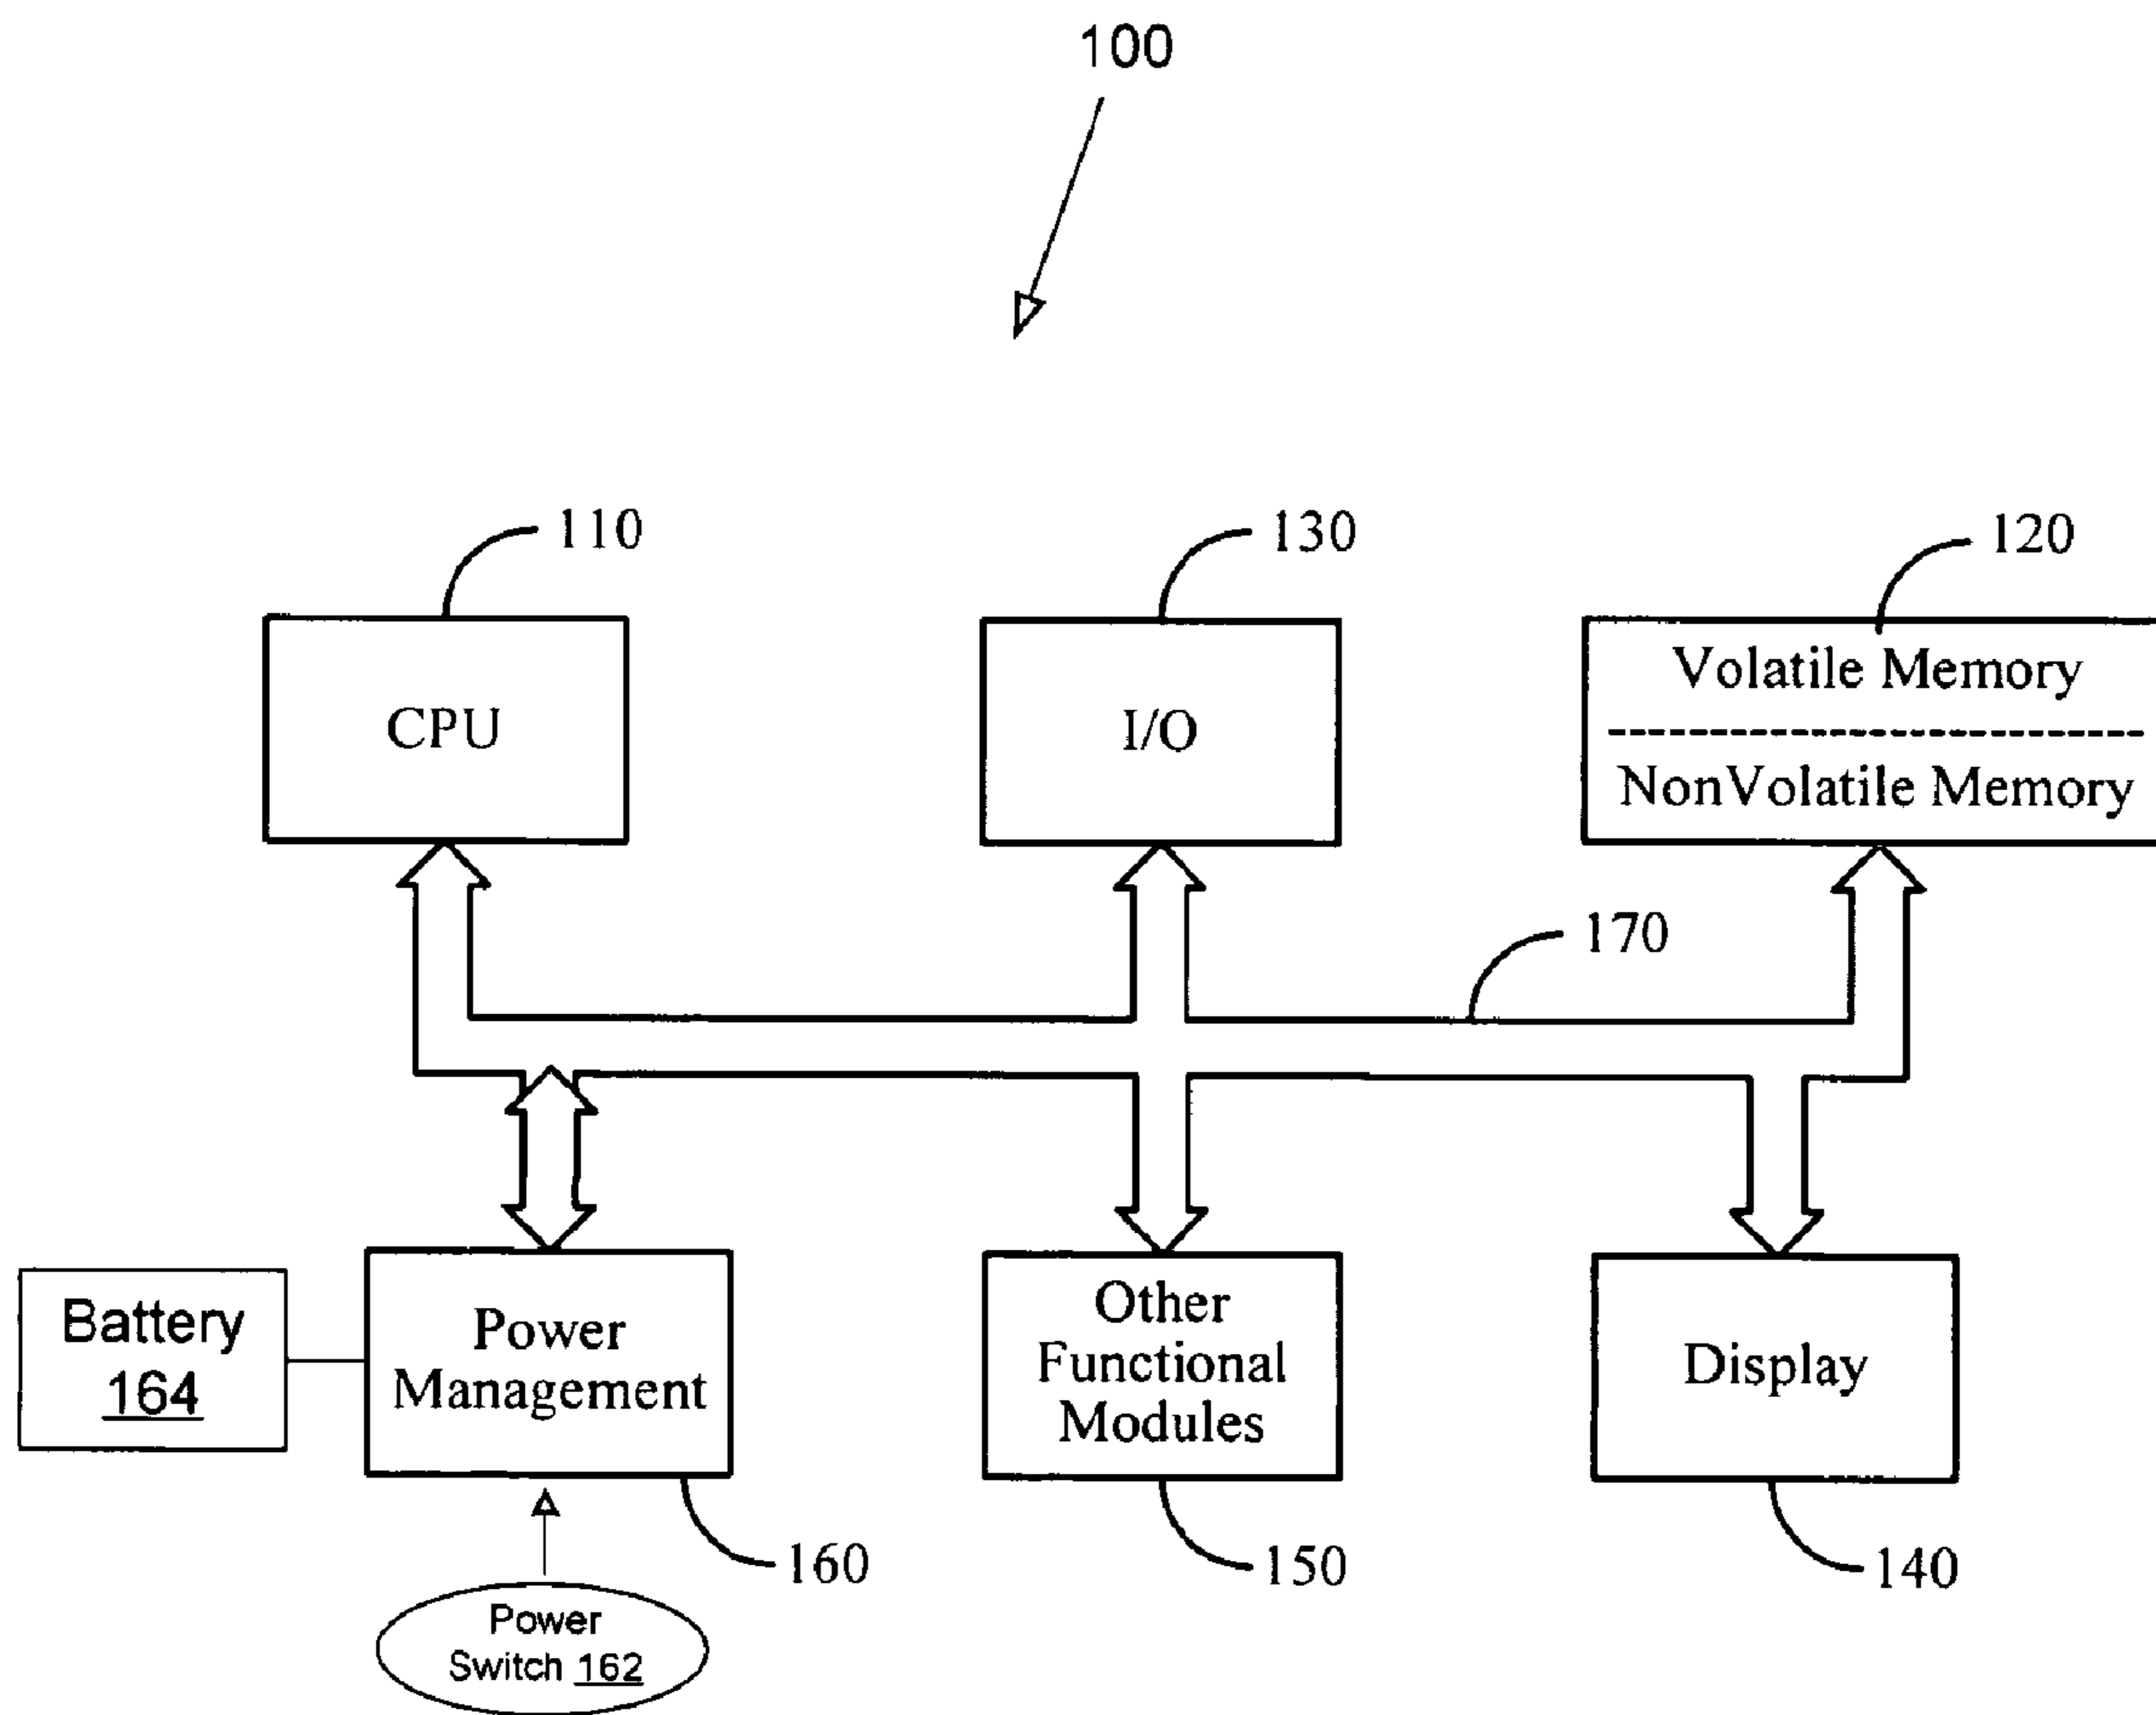 100
110
130
120
CPU
I/O
Volatile Memory
NonVolatile Memory
170
Battery
164
Power
Management
Other
Functional
Modules
Display
160
150
140
Power
Switch 162